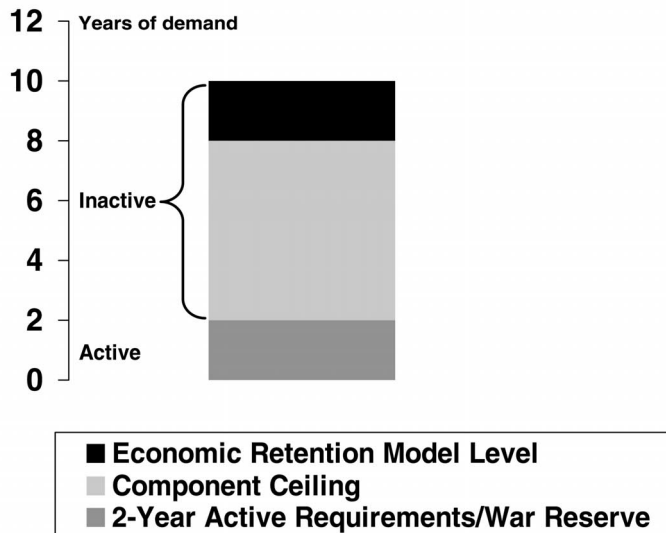 12
Years of demand
10
8
6
Inactive
4
2
Active
0
Economic Retention Model Level
Component Ceiling
2-Year Active Requirements/War Reserve